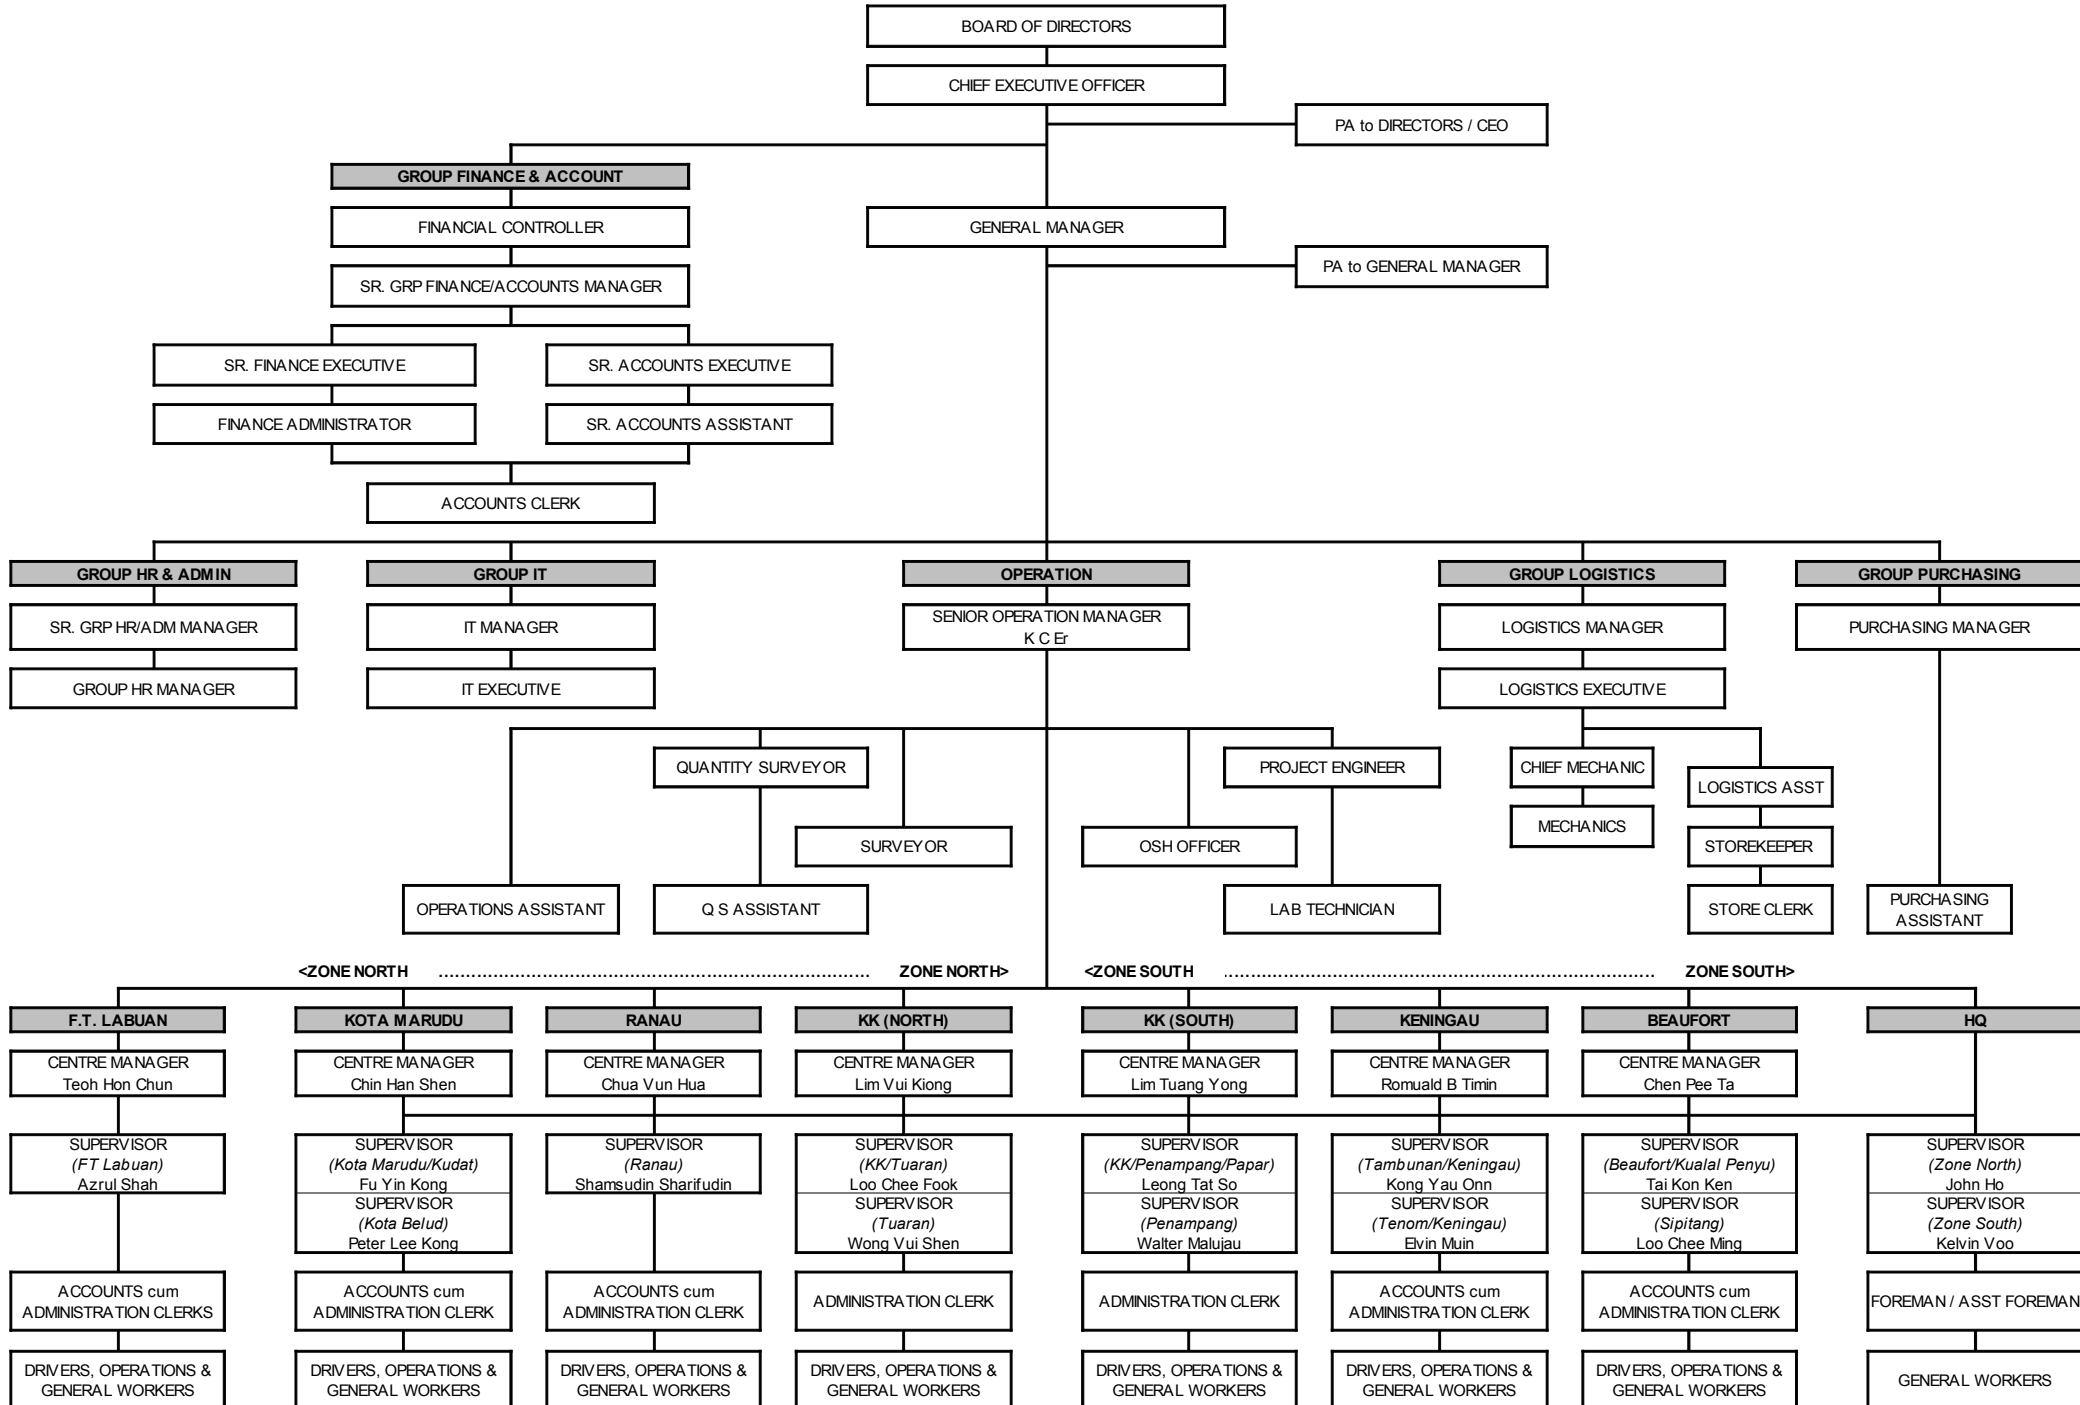 BOARD OF DIRECTORS
CHIEF EXECUTIVE OFFICER
PA to DIRECTORS / CEO
GROUP FINANCE & ACCOUNT
FINANCIAL CONTROLLER
GENERAL MANAGER
SR. GRP FINANCE/ACCOUNTS MANAGER
PA to GENERAL MANAGER
SR. FINANCE EXECUTIVE
SR. ACCOUNTS EXECUTIVE
FINANCE ADMINISTRATOR
SR. ACCOUNTS ASSISTANT
ACCOUNTS CLERK
GROUP HR & ADMIN
GROUP IT
OPERATION
GROUP LOGISTICS
GROUP PURCHASING
SR. GRP HR/ADM MANAGER
IT MANAGER
SENIOR OPERATION MANAGER
K C Er
LOGISTICS MANAGER
PURCHASING MANAGER
GROUP HR MANAGER
IT EXECUTIVE
LOGISTICS EXECUTIVE
QUANTITY SURVEYOR
PROJECT ENGINEER
CHIEF MECHANIC
LOGISTICS ASST
MECHANICS
SURVEYOR
OSH OFFICER
STOREKEEPER
OPERATIONS ASSISTANT
Q S ASSISTANT
LAB TECHNICIAN
STORE CLERK
PURCHASING
ASSISTANT
<ZONE NORTH ................................................................................ ZONE NORTH>
<ZONE SOUTH ................................................................................ ZONE SOUTH>
F.T. LABUAN
KOTA MARUDU
RANAU
KK (NORTH)
KK (SOUTH)
KENINGAU
BEAUFORT
HQ
CENTRE MANAGER
Teoh Hon Chun
CENTRE MANAGER
Chin Han Shen
CENTRE MANAGER
Chua Vun Hua
CENTRE MANAGER
Lim Vui Kiong
CENTRE MANAGER
Lim Tuang Yong
CENTRE MANAGER
Romuald B Timin
CENTRE MANAGER
Chen Pee Ta
SUPERVISOR
(FT Labuan)
Azrul Shah
SUPERVISOR
(Kota Marudu/Kudat)
Fu Yin Kong
SUPERVISOR
(Kota Belud)
Peter Lee Kong
SUPERVISOR
(Ranau)
Shamsudin Sharifudin
SUPERVISOR
(KK/Tuaran)
Loo Chee Fook
SUPERVISOR
(Tuaran)
Wong Vui Shen
SUPERVISOR
(KK/Penampang/Papar)
Leong Tat So
SUPERVISOR
(Penampang)
Walter Malujau
SUPERVISOR
(Tambunan/Keningau)
Kong Yau Onn
SUPERVISOR
(Tenom/Keningau)
Elvin Muin
SUPERVISOR
(Beaufort/Kualal Penyu)
Tai Kon Ken
SUPERVISOR
(Sipitang)
Loo Chee Ming
SUPERVISOR
(Zone North)
John Ho
SUPERVISOR
(Zone South)
Kelvin Voo
ACCOUNTS cum
ADMINISTRATION CLERKS
ACCOUNTS cum
ADMINISTRATION CLERK
ACCOUNTS cum
ADMINISTRATION CLERK
ADMINISTRATION CLERK
ADMINISTRATION CLERK
ACCOUNTS cum
ADMINISTRATION CLERK
ACCOUNTS cum
ADMINISTRATION CLERK
FOREMAN / ASST FOREMAN
DRIVERS, OPERATIONS &
GENERAL WORKERS
DRIVERS, OPERATIONS &
GENERAL WORKERS
DRIVERS, OPERATIONS &
GENERAL WORKERS
DRIVERS, OPERATIONS &
GENERAL WORKERS
DRIVERS, OPERATIONS &
GENERAL WORKERS
DRIVERS, OPERATIONS &
GENERAL WORKERS
DRIVERS, OPERATIONS &
GENERAL WORKERS
GENERAL WORKERS